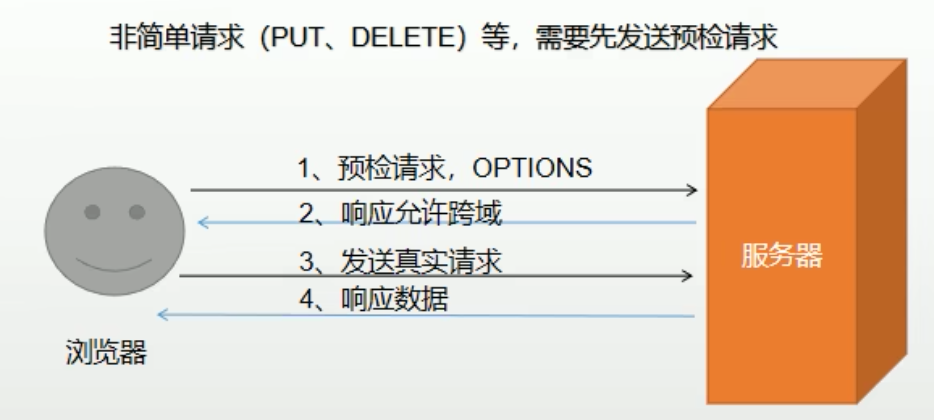 非简单请求（PUT、DELETE）等，需要先发送预检请求
1、预检请求，OPTIONS
2、响应允许跨域
3、发送真实请求
4、响应数据
服务器
浏览器